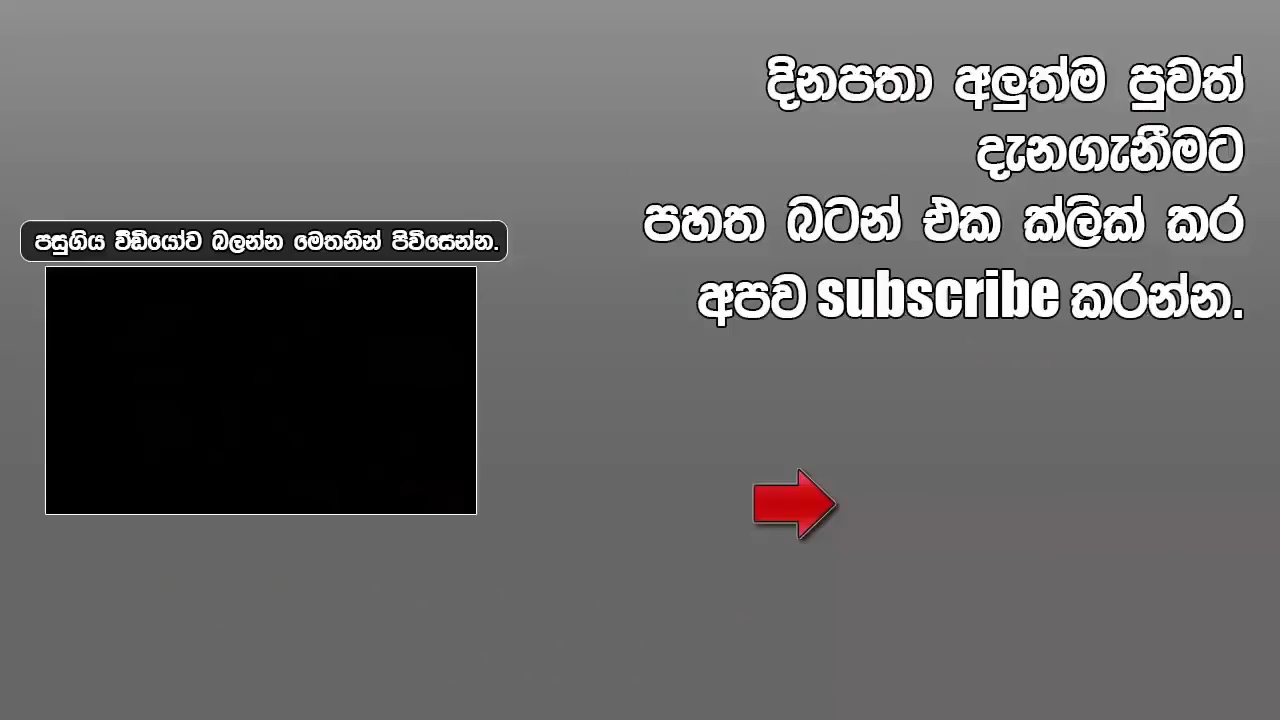 දිනපතා අලුත්ම පුවත්
දැනගැනීමට
පහත බටන් එක ක්ලික් කර
අපව subscribe කරන්න.
පසුගිය වීඩියෝව බලන්න මෙතනින් පිවිසෙන්න.